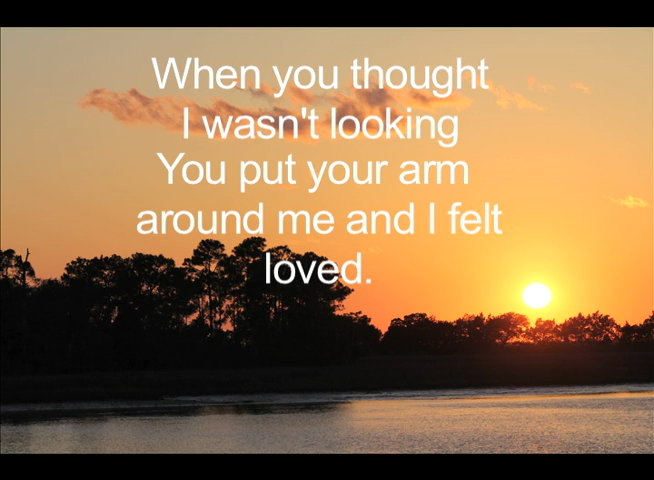 When you thought
I wasn't looking
You put your arm
around me and I felt
loved.